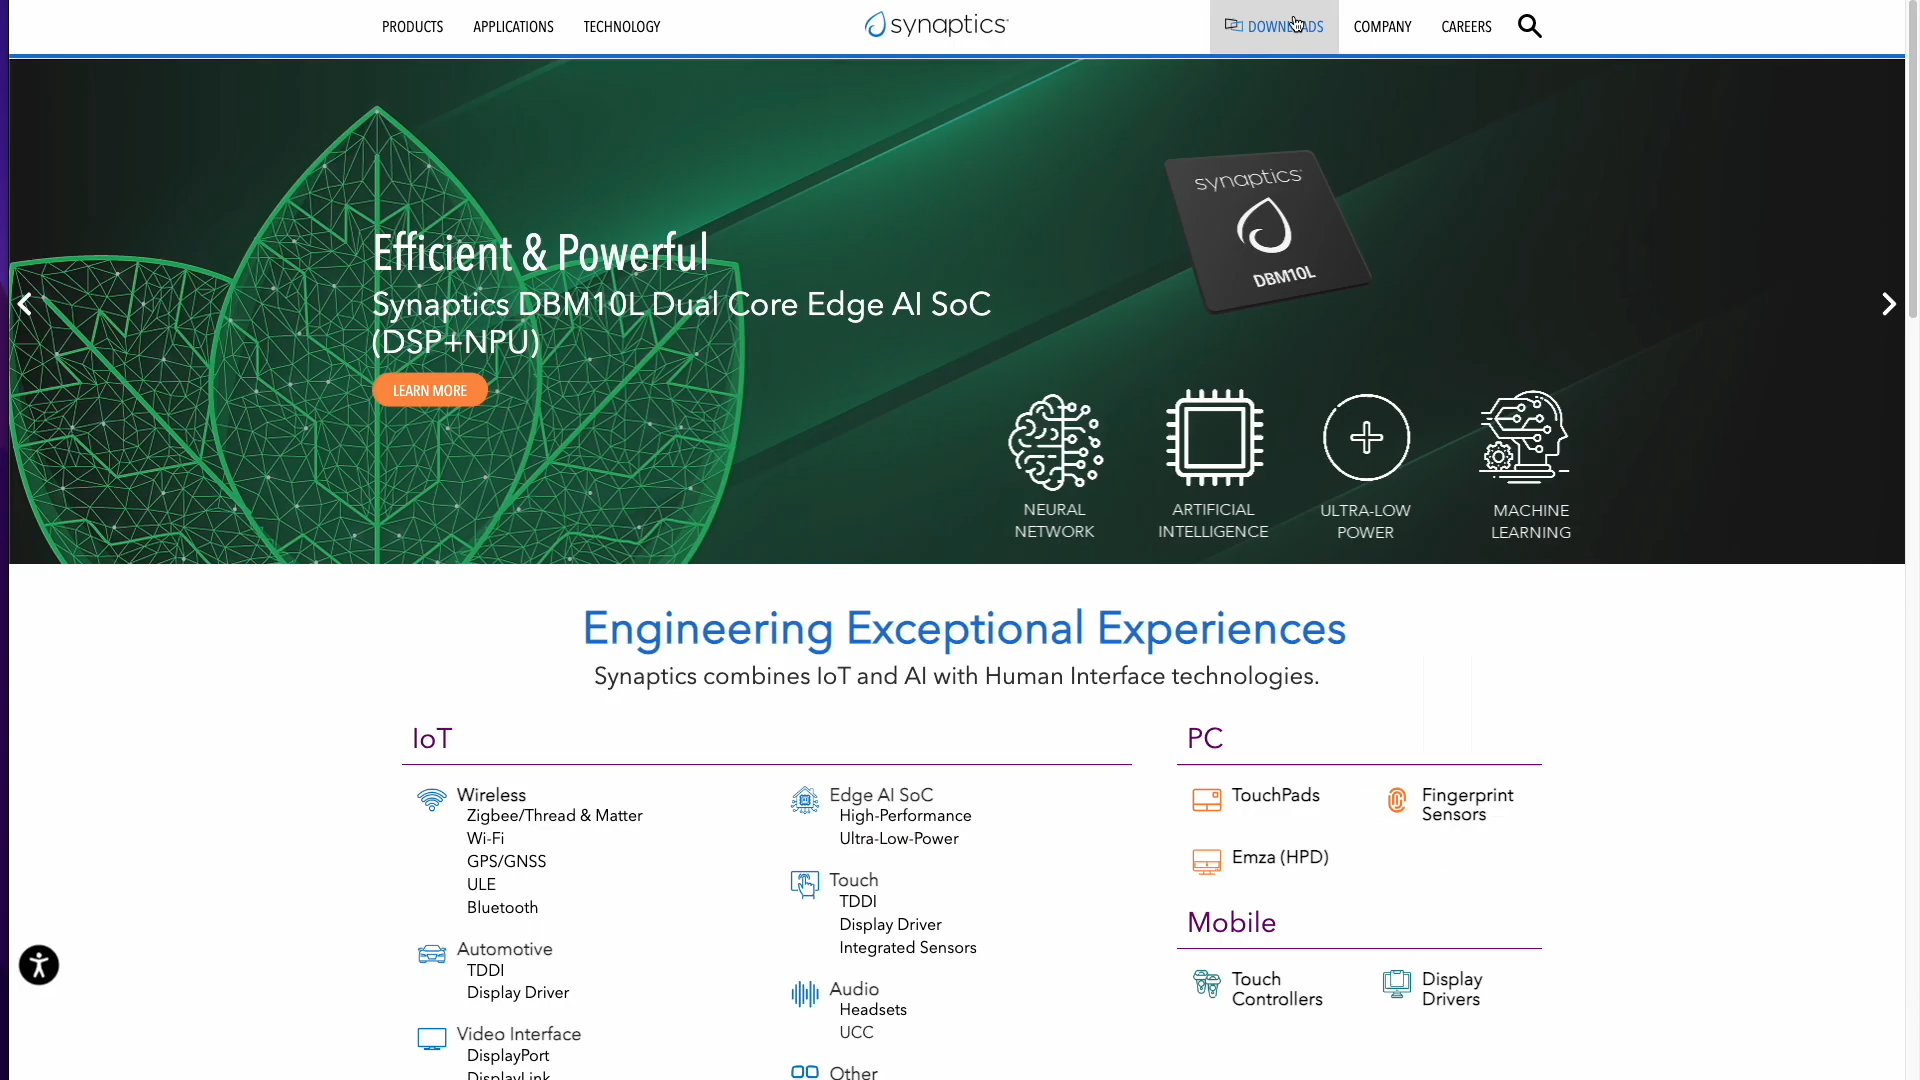 PRODUCTS APPLICATIONS TECHNOLOGY synaptics DOWNLOADS COMPANY CAREERS
synaptics
DBM10L
Efficient & Powerful
Synaptics DBM10L Dual Core Edge AI SoC
(DSP+NPU)
LEARN MORE
NEURAL
NETWORK
ARTIFICIAL
INTELLIGENCE
ULTRA-LOW
POWER
MACHINE
LEARNING
Engineering Exceptional Experiences
Synaptics combines IoT and AI with Human Interface technologies.
IoT
Wireless
Zigbee/Thread & Matter
Wi-Fi
GPS/GNSS
ULE
Bluetooth
Automotive
TDDI
Display Driver
Video Interface
DisplayPort
DisplayLink
Edge AI SoC
High-Performance
Ultra-Low-Power
Touch
TDDI
Display Driver
Integrated Sensors
Audio
Headsets
UCC
Other
PC
TouchPads
Fingerprint
Sensors
Emza (HPD)
Mobile
Touch
Controllers
Display
Drivers